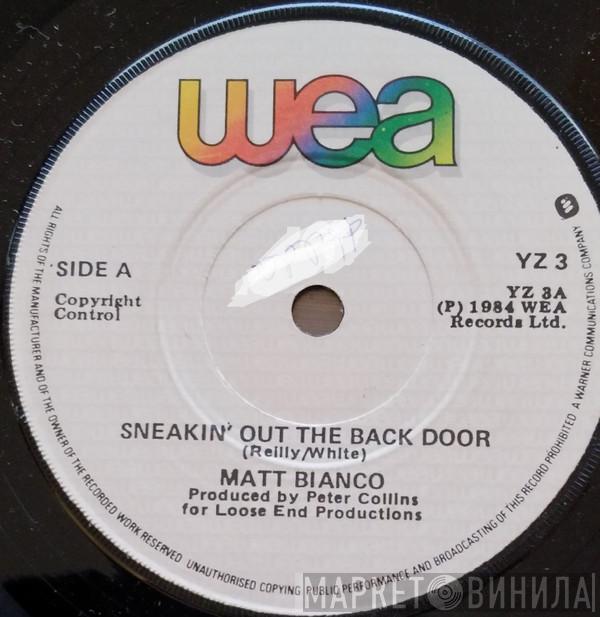 wea
SIDE A
Copyright
Control
YZ 3
YZ 3A
(P) 1984 WEA
Records Ltd.
SNEAKIN' OUT THE BACK DOOR
(Reilly/White)
MATT BIANCO
Produced by Peter Collins
for Loose End Productions
ALL RIGHTS OF THE MANUFACTURER AND OF THE OWNER OF THE RECORDED WORK RESERVED. UNAUTHORISED COPYING PUBLIC PERFORMANCE AND BROADCASTING OF THIS RECORD PROHIBITED A WARNER COMMUNICATIONS COMPANY
МАРКЕТ ВИНИЛА